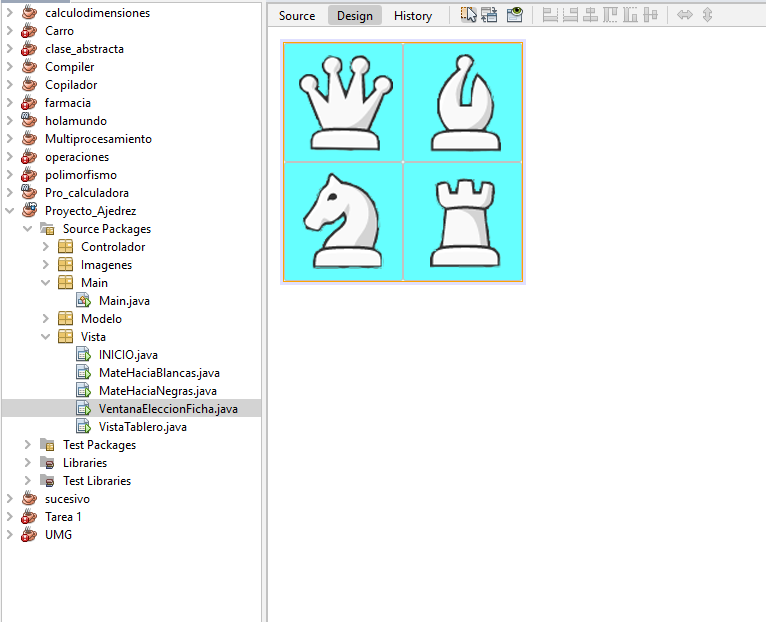 calculodimensiones
Carro
clase_abstracta
Compiler
Copilador
farmacia
holamundo
Multiprocesamiento
operaciones
polimorfismo
Pro_calculadora
Proyecto_Ajedrez
Source Packages
Controlador
Imagenes
Main
Main.java
Modelo
Vista
INICIO.java
MateHaciaBlancas.java
MateHaciaNegras.java
VentanaEleccionFicha.java
VistaTablero.java
Test Packages
Libraries
Test Libraries
sucesivo
Tarea 1
UMG
Source Design History